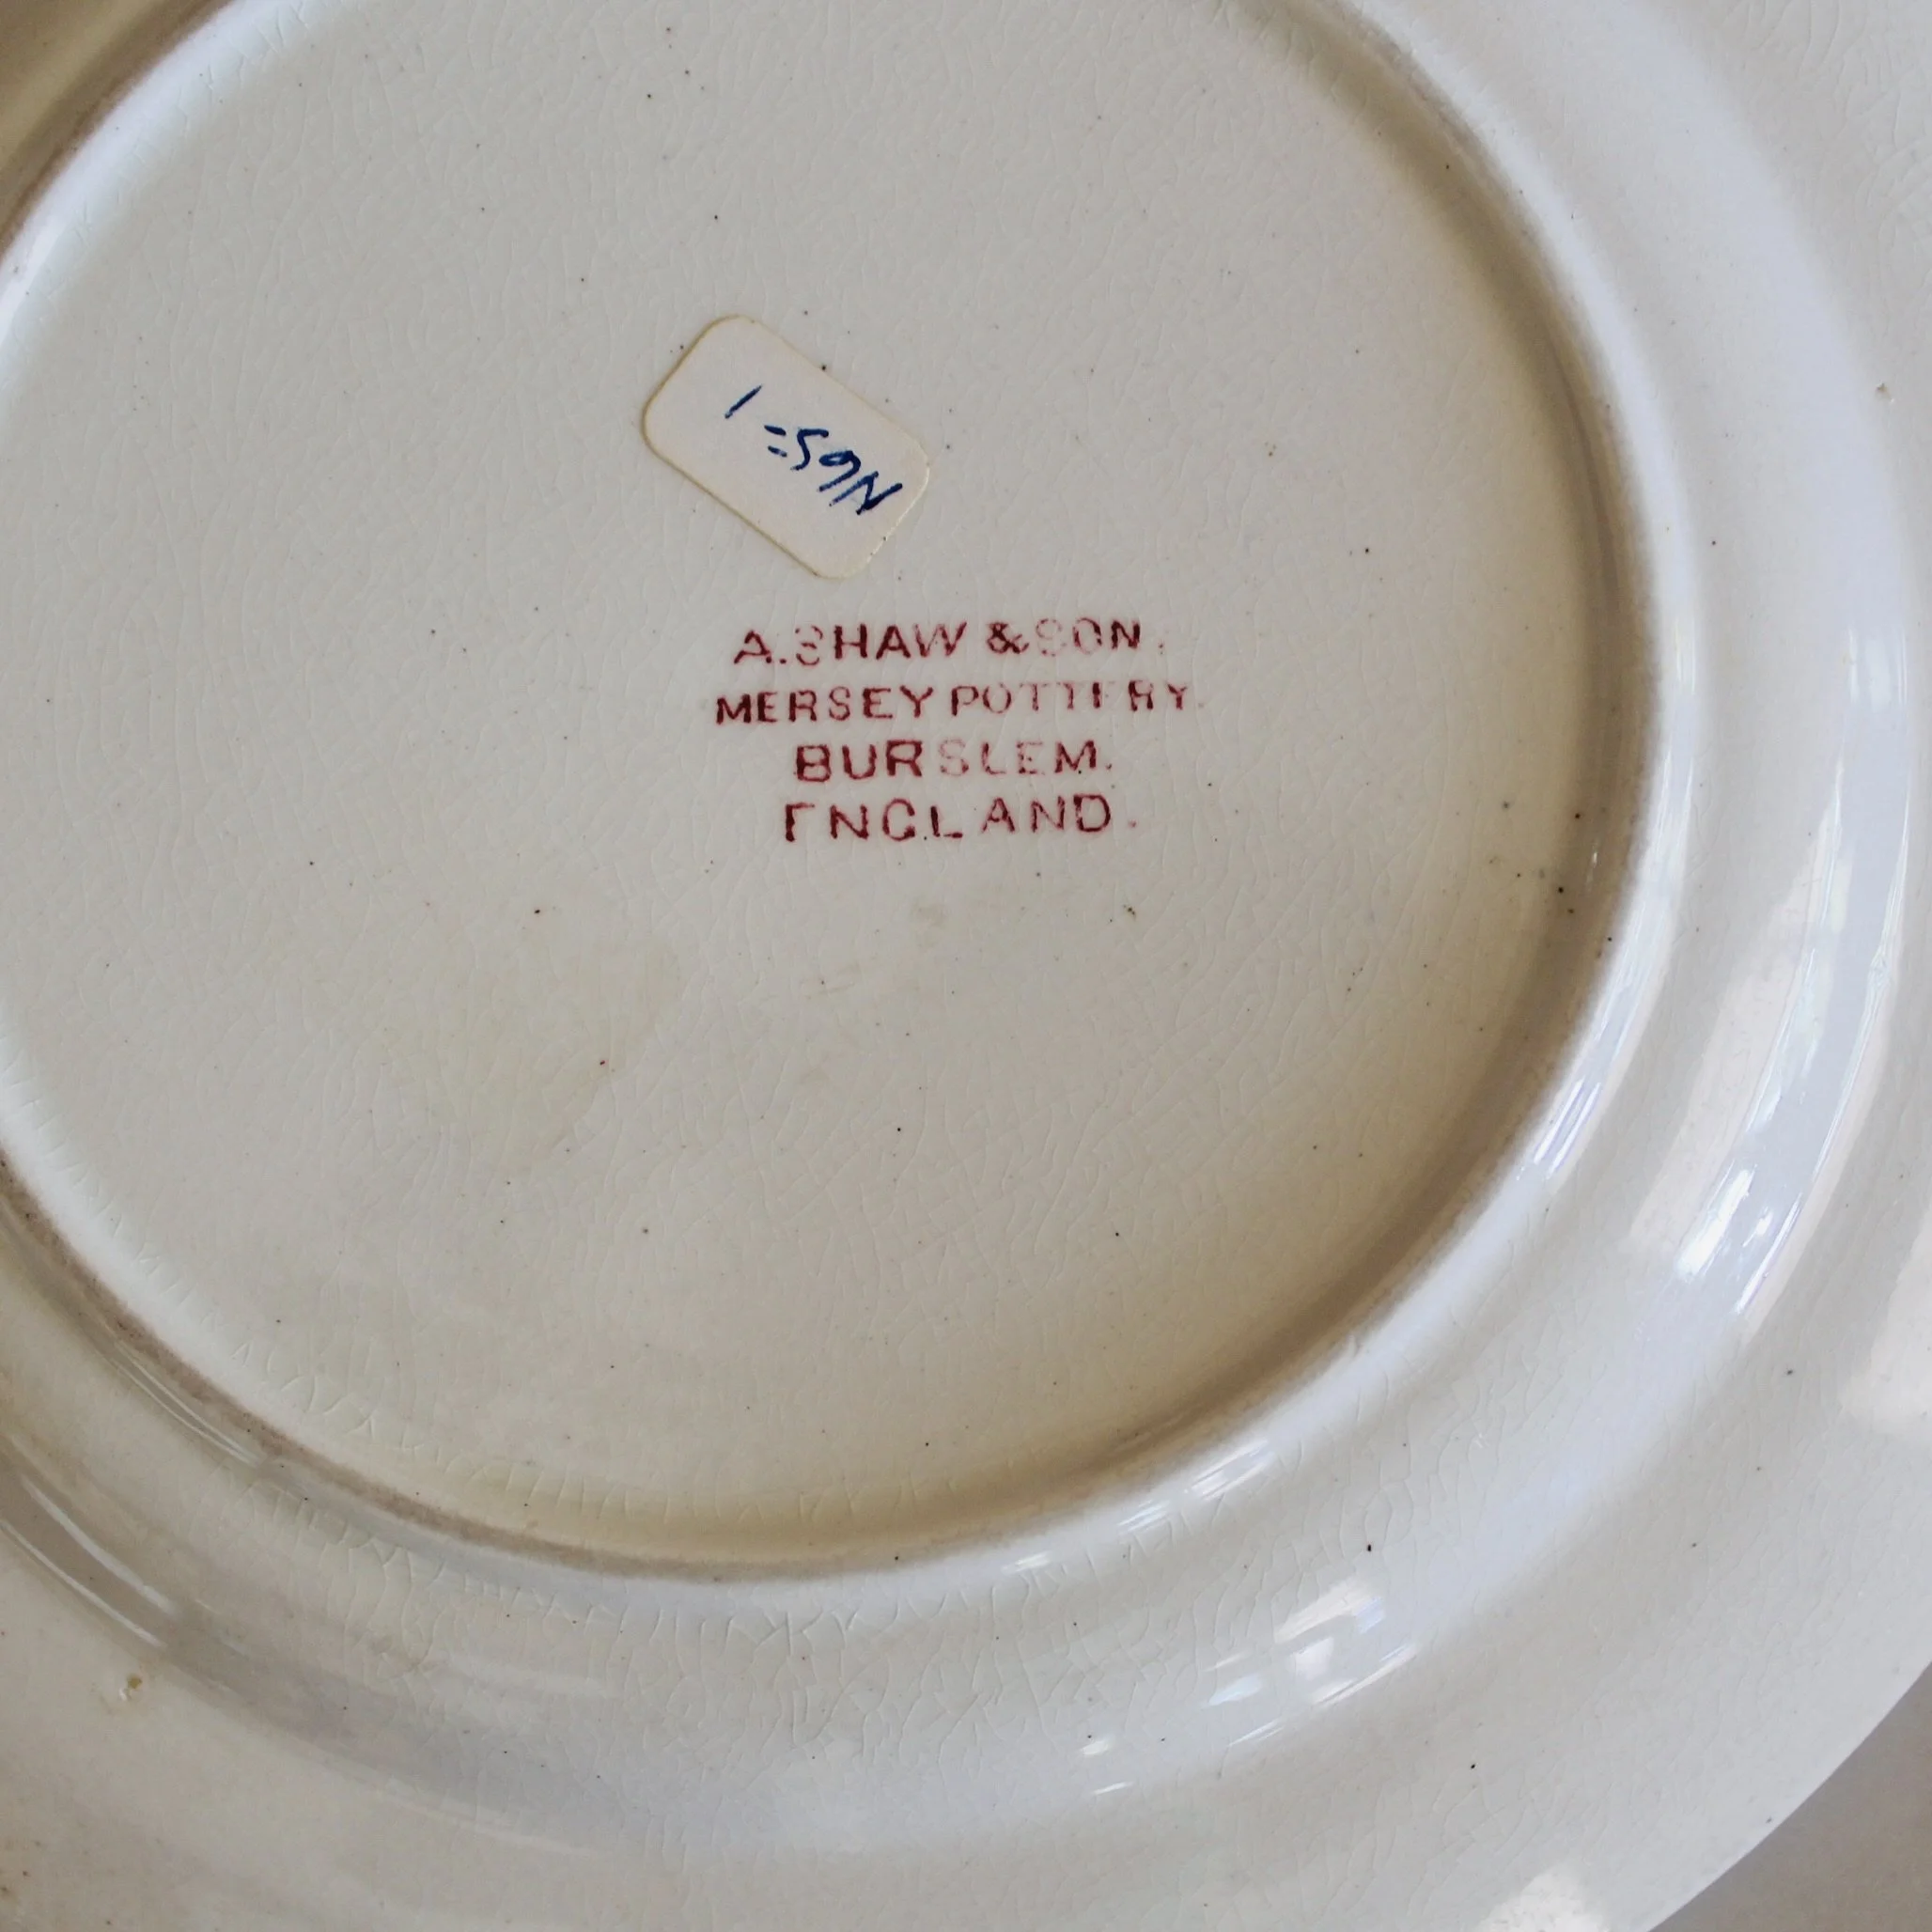 N65=1
A.SHAW & SON.
MERSEY POTTERY.
BURSLEM.
ENGLAND.